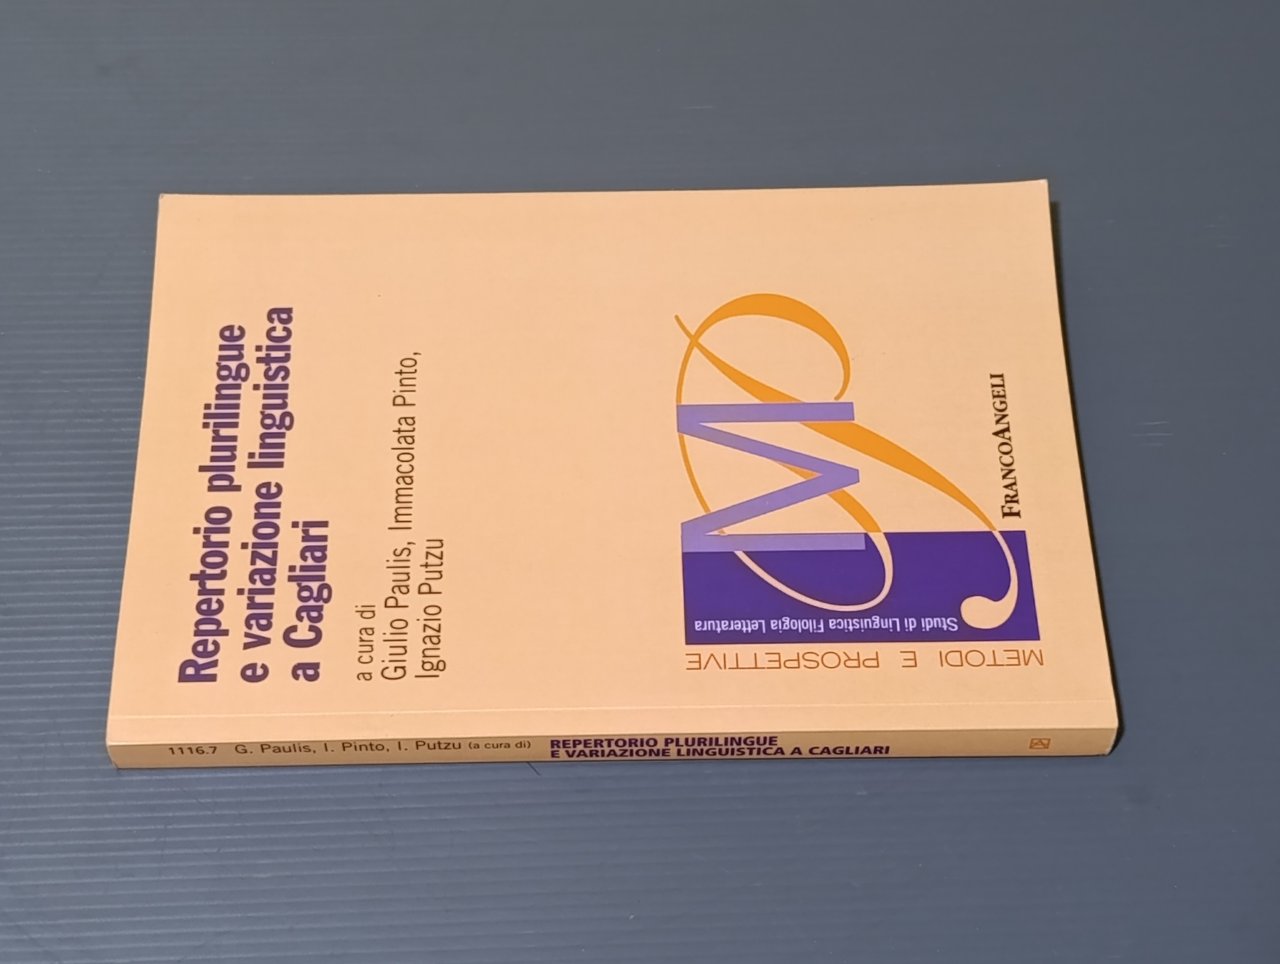 Repertorio plurilingue
e variazione linguistica
a Cagliari
a cura di
Giulio Paulis, Immacolata Pinto,
Ignazio Putzu
MP
Studi di Linguistica Filologia Letteratura
METODI E PROSPETTIVE
FRANCOANGELI
1116.7 G. Paulis, I. Pinto, I. Putzu (a cura di)
REPERTORIO PLURILINGUE
E VARIAZIONE LINGUISTICA A CAGLIARI